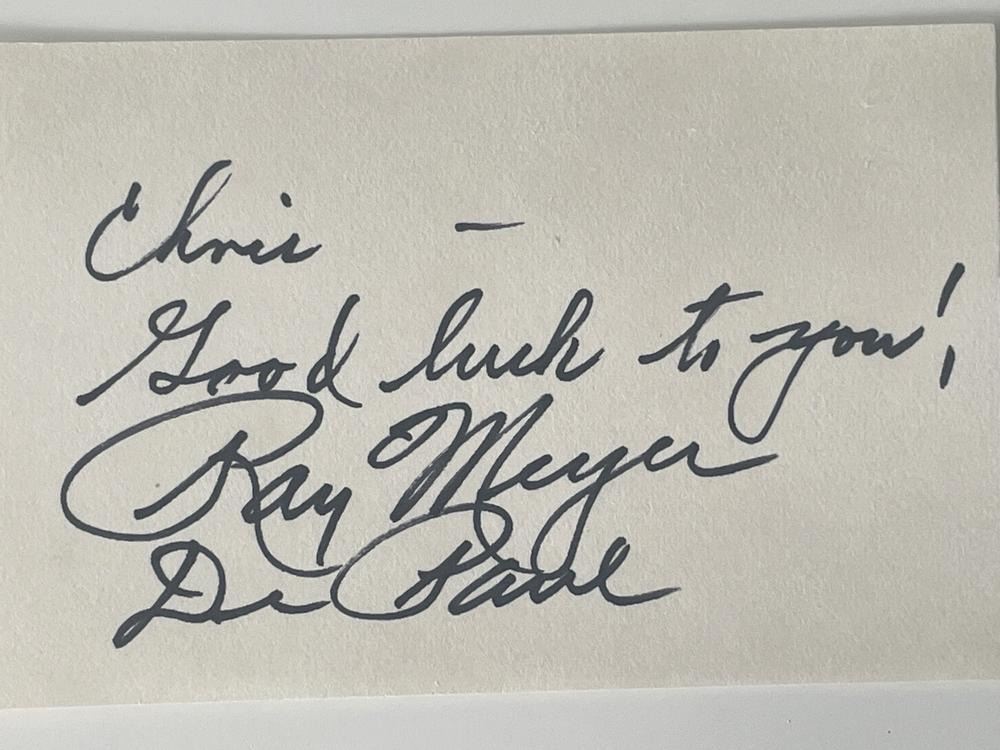 Chris —
Good luck to you!
Ray Meyer
De Paul